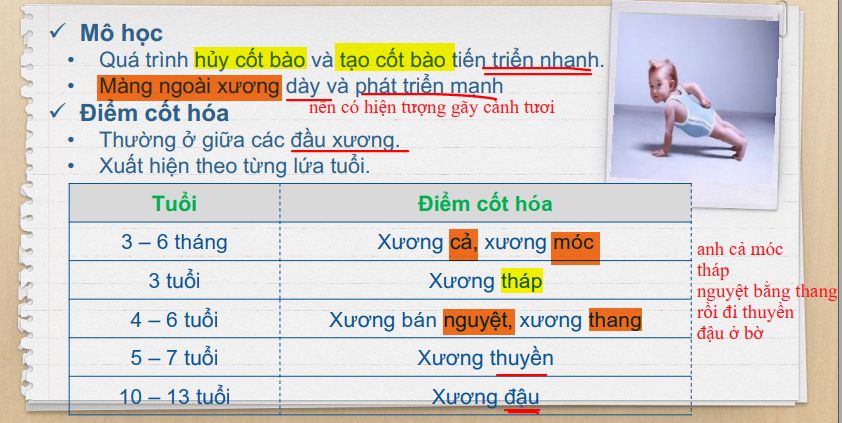 Mô học
Quá trình hủy cốt bào và tạo cốt bào tiến triển nhanh.
Màng ngoài xương dày và phát triển mạnh
nên có hiện tượng gãy cành tươi
Điểm cốt hóa
Thường ở giữa các đầu xương.
Xuất hiện theo từng lứa tuổi.
Tuổi Điểm cốt hóa
3 – 6 tháng Xương cả, xương móc
3 tuổi Xương tháp
4 – 6 tuổi Xương bán nguyệt, xương thang
5 – 7 tuổi Xương thuyền
10 – 13 tuổi Xương đậu
anh cả móc
tháp
nguyệt bằng thang
rồi đi thuyền
đậu ở bờ